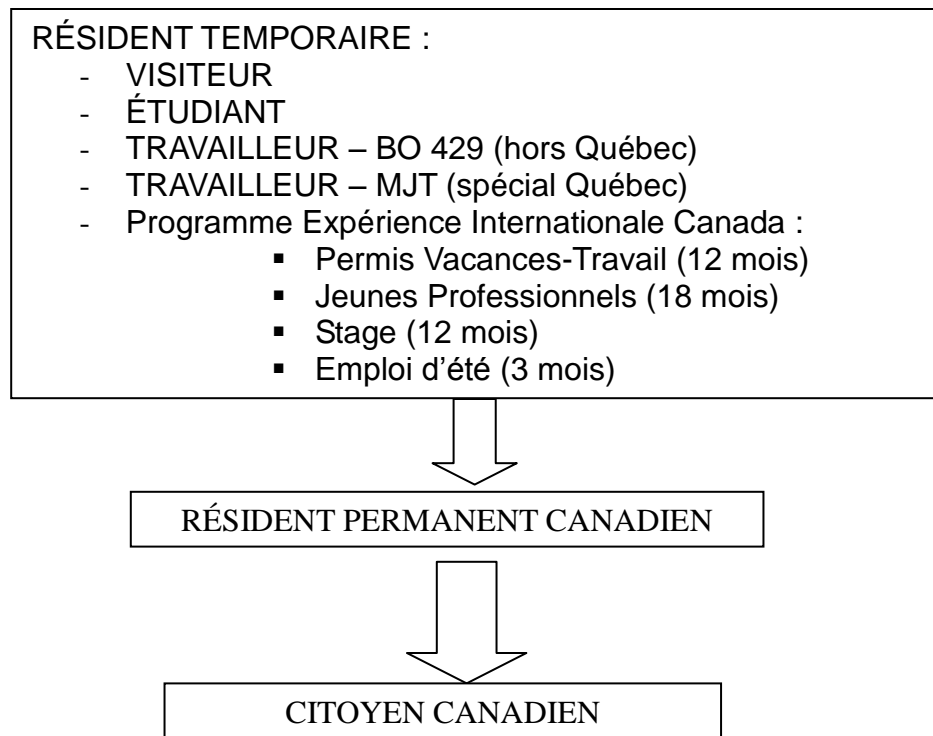 RÉSIDENT TEMPORAIRE :
- VISITEUR
- ÉTUDIANT
- TRAVAILLEUR – BO 429 (hors Québec)
- TRAVAILLEUR – MJT (spécial Québec)
- Programme Expérience Internationale Canada :
▪ Permis Vacances-Travail (12 mois)
▪ Jeunes Professionnels (18 mois)
▪ Stage (12 mois)
▪ Emploi d’été (3 mois)
RÉSIDENT PERMANENT CANADIEN
CITOYEN CANADIEN